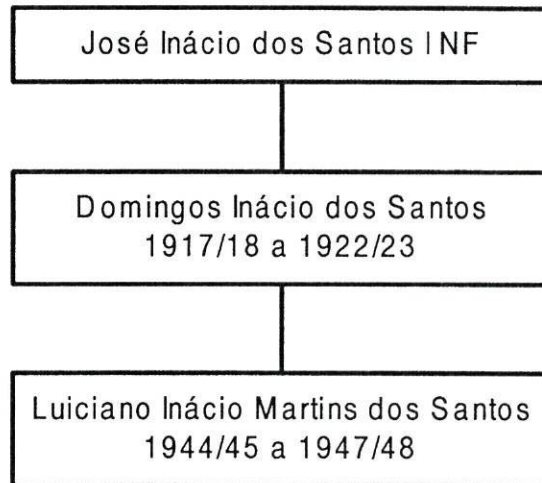 José Inácio dos Santos I NF
Domingos Inácio dos Santos
1917/18 a 1922/23
Luiciano Inácio Martins dos Santos
1944/45 a 1947/48